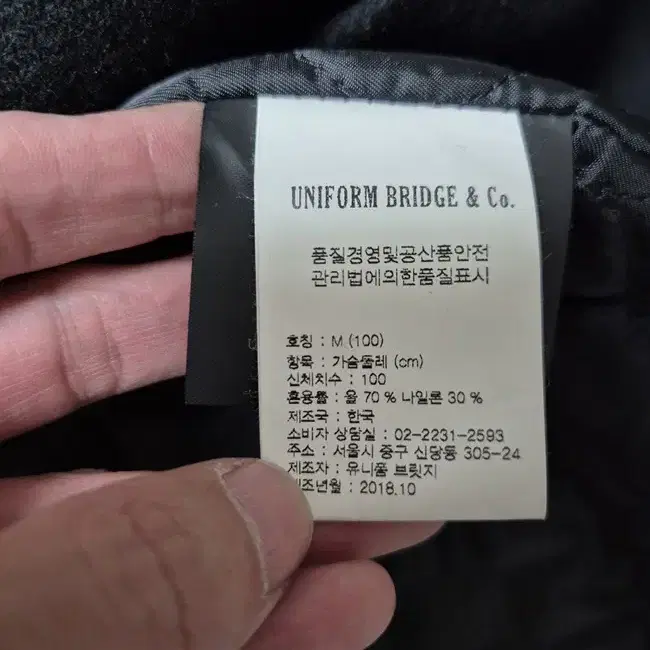 UNIFORM BRIDGE & Co.
품질경영및공산품안전
관리법에의한품질표시
호칭 : M (100)
항목 : 가슴둘레 (cm)
신체치수 : 100
혼용률 : 울 70 % 나일론 30 %
제조국 : 한국
소비자 상담실 : 02-2231-2593
주소 : 서울시 중구 신당동 305-24
제조자 : 유니폼 브릿지
제조년월 : 2018.10